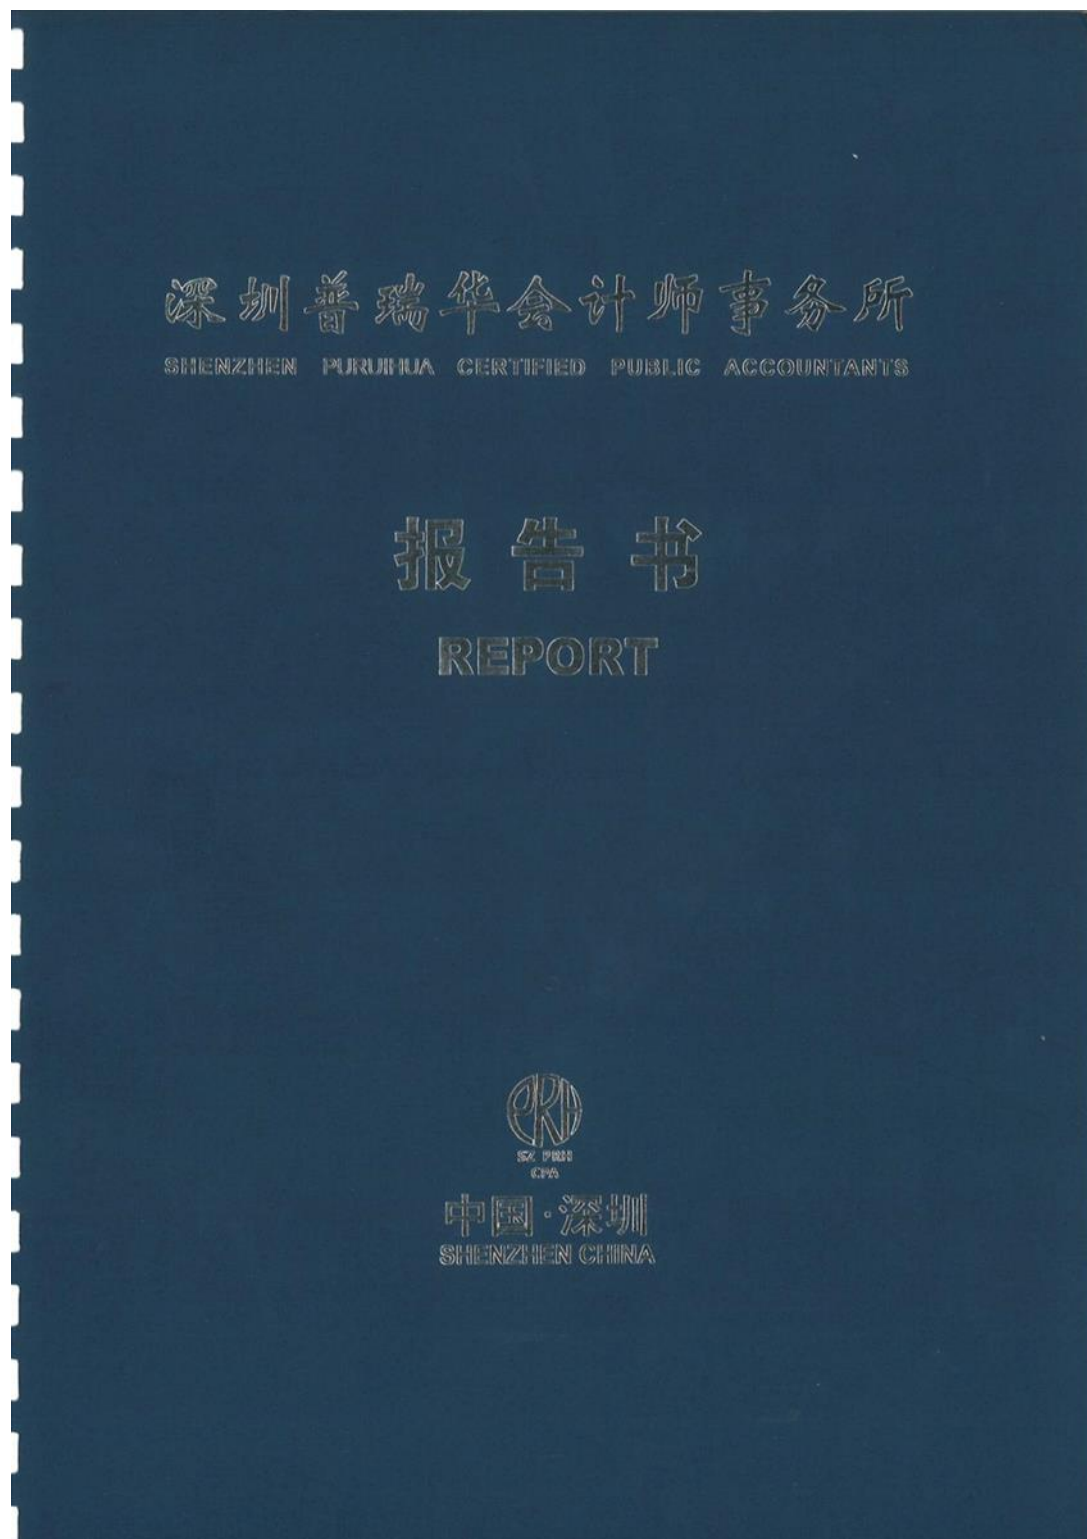 深圳普瑞华会计师事务所
SHENZHEN PURUIHUA CERTIFIED PUBLIC ACCOUNTANTS
报告书
REPORT
PRH
SZ PRH
CPA
中国·深圳
SHENZHEN CHINA